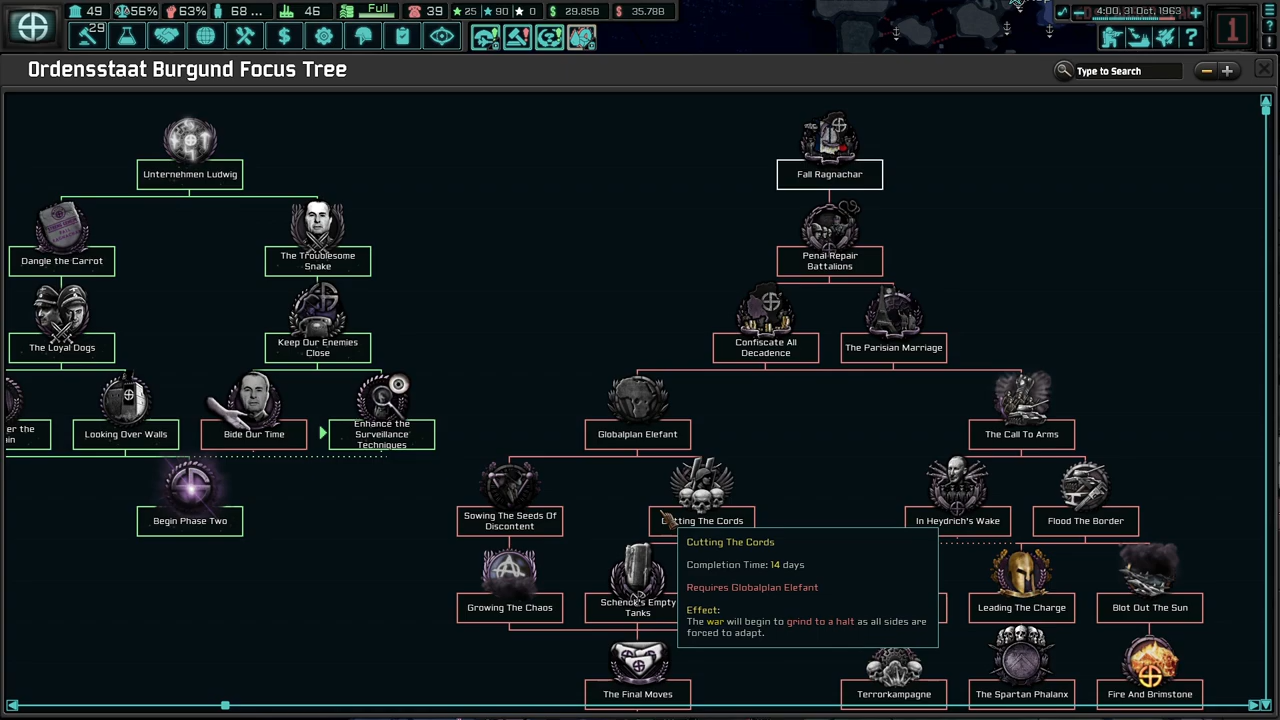 49
56%
63%
68 ...
46
Full
39
25
90
0
$ 29.85B
$ 35.78B
4:00, 31 Oct, 1963
29
1
Ordensstaat Burgund Focus Tree
Type to Search
Unternehmen Ludwig
Fall Ragnachar
Dangle the Carrot
The Troublesome
Snake
Penal Repair
Battalions
The Loyal Dogs
Keep Our Enemies
Close
Confiscate All
Decadence
The Parisian Marriage
Looking Over Walls
Bide Our Time
Enhance the
Surveillance
Techniques
Globalplan Elefant
The Call To Arms
Begin Phase Two
Sowing The Seeds Of
Discontent
Cutting The Cords
In Heydrich's Wake
Flood The Border
Cutting The Cords
Completion Time: 14 days
Requires Globalplan Elefant
Effect:
The war will begin to grind to a halt as all sides are
forced to adapt.
Growing The Chaos
Schenck's Empty
Tanks
Leading The Charge
Blot Out The Sun
The Final Moves
Terrorkampagne
The Spartan Phalanx
Fire And Brimstone